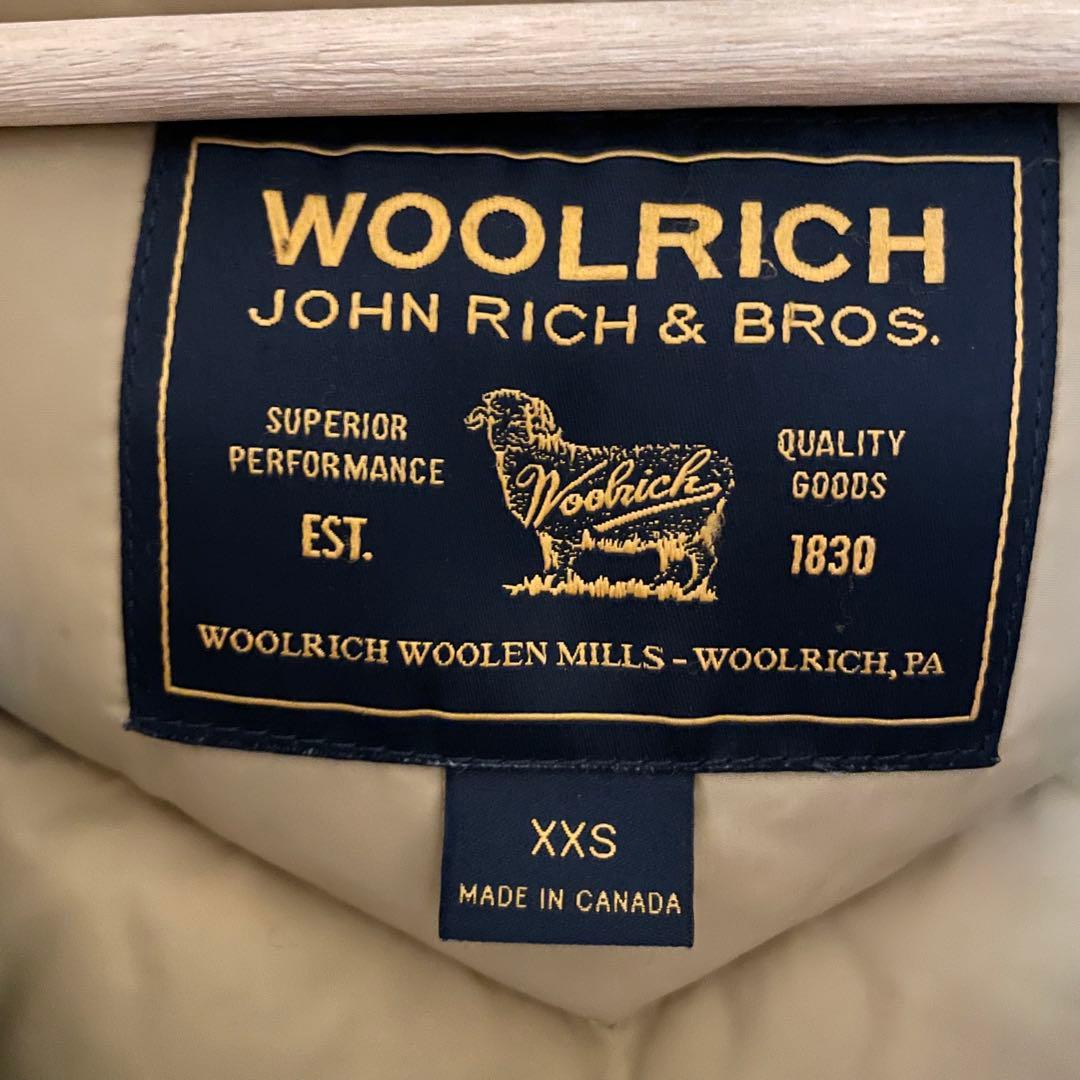 WOOLRICH
JOHN RICH & BROS.
SUPERIOR
PERFORMANCE
EST.
Woolrich
QUALITY
GOODS
1830
WOOLRICH WOOLEN MILLS - WOOLRICH, PA
XXS
MADE IN CANADA